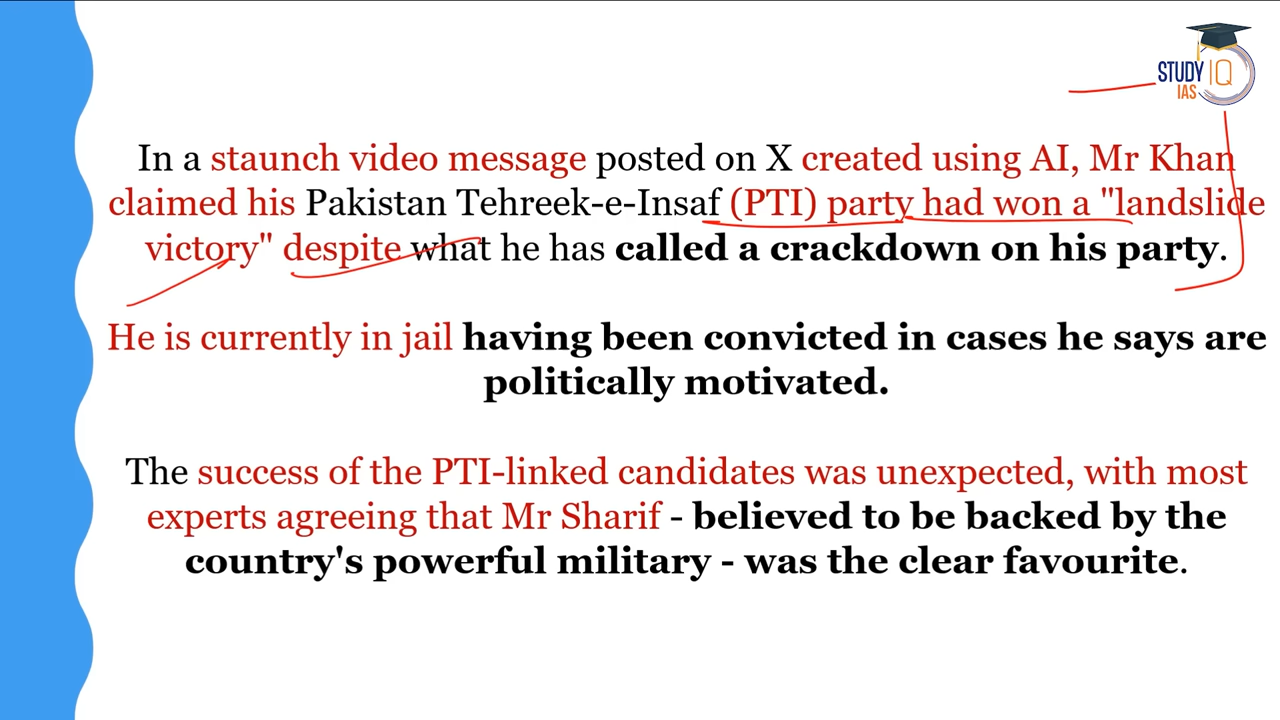 STUDY IQ
IAS
In a staunch video message posted on X created using AI, Mr Khan
claimed his Pakistan Tehreek-e-Insaf (PTI) party had won a "landslide
victory" despite what he has called a crackdown on his party.
He is currently in jail having been convicted in cases he says are
politically motivated.
The success of the PTI-linked candidates was unexpected, with most
experts agreeing that Mr Sharif - believed to be backed by the
country's powerful military - was the clear favourite.